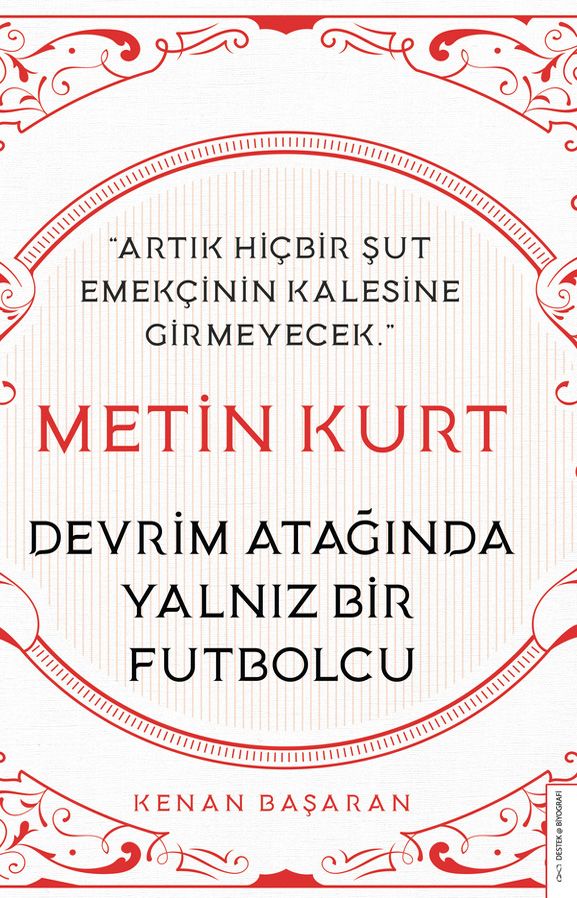 “ARTIK HİÇBİR ŞUT
EMEKÇİNİN KALESİNE
GİRMEYECEK.”
METİN KURT
DEVRİM ATAĞINDA
YALNIZ BİR
FUTBOLCU
KENAN BAŞARAN
DESTEK @ BİYOGRAFİ